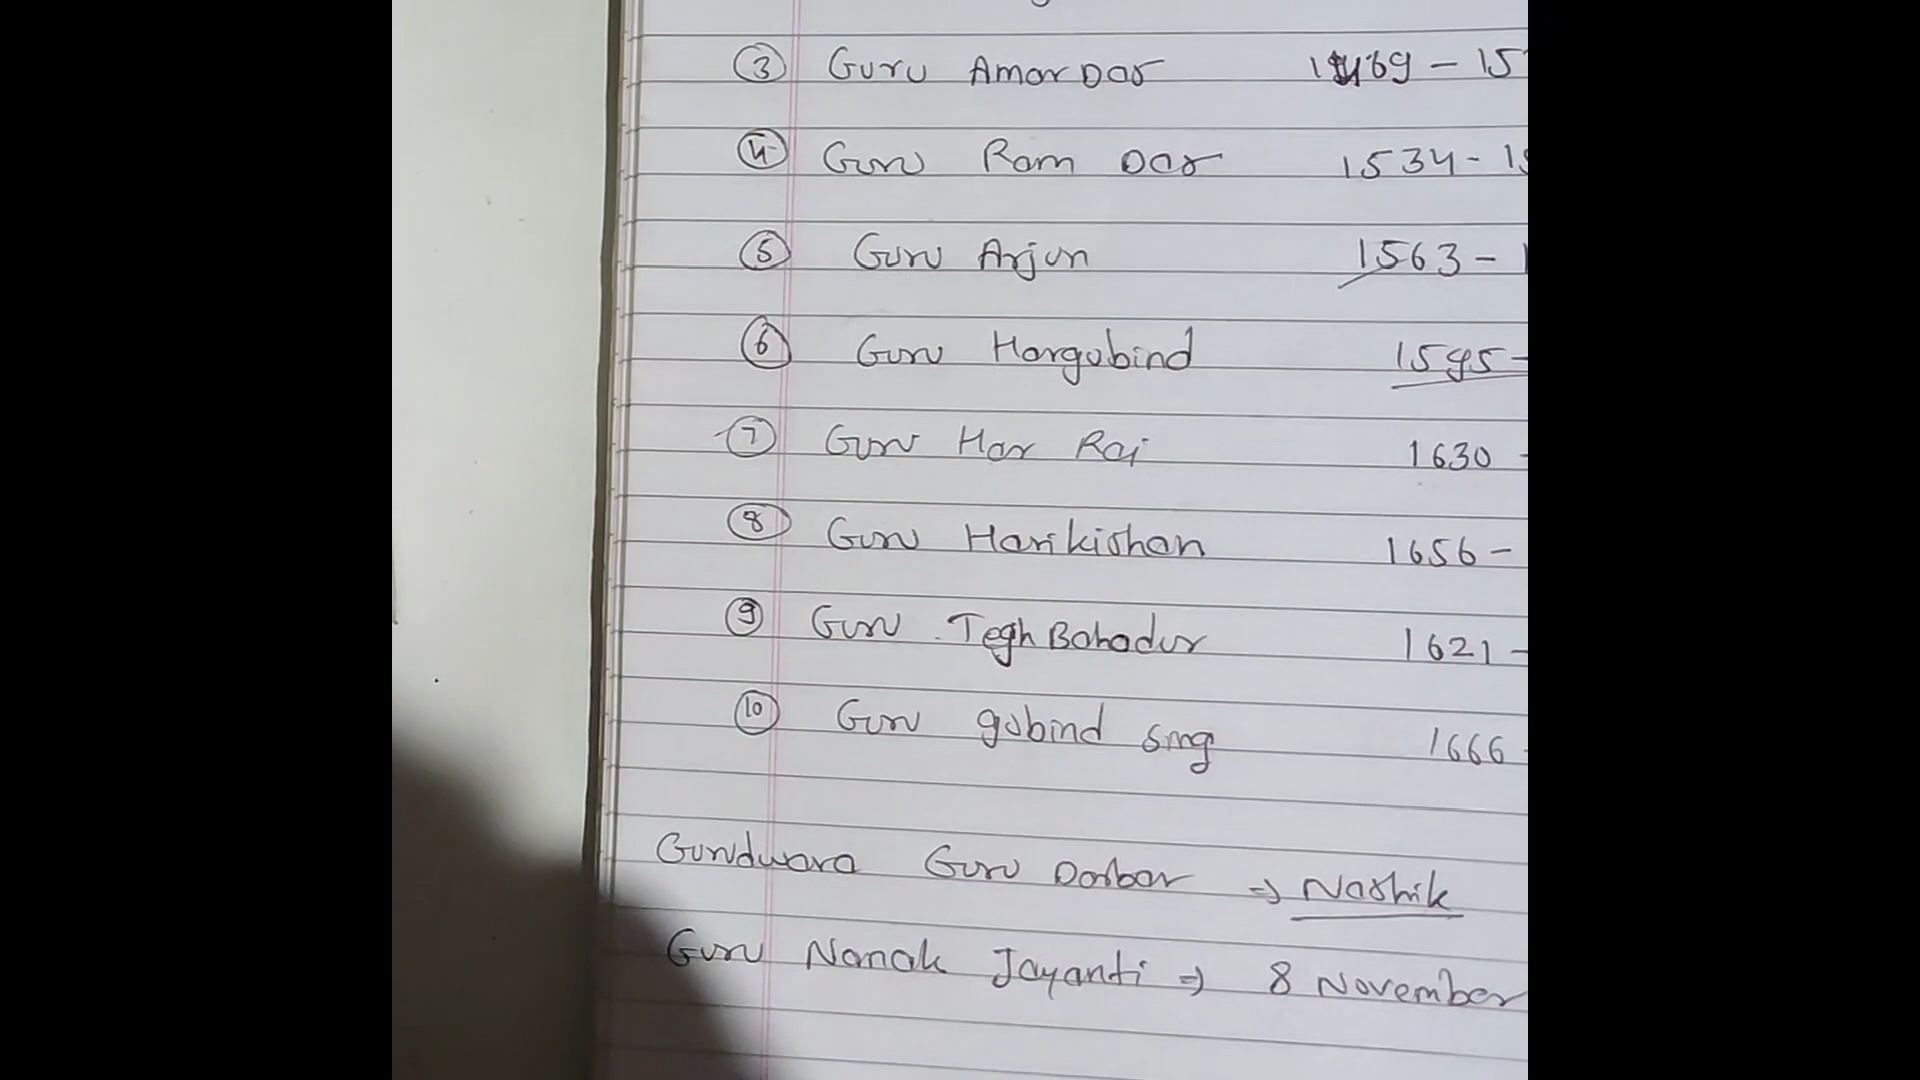 ③ Guru Amar Das 1469 - 15
④ Guru Ram Das 1534 - 15
⑤ Guru Arjun 1563 -
⑥ Guru Hargobind 1595 -
⑦ Guru Har Rai 1630 -
⑧ Guru Harikishan 1656 -
⑨ Guru Tegh Bahadur 1621 -
⑩ Guru gobind sing 1666 -
Gurudwara Guru Darbar ⇒ Nashik
Guru Nanak Jayanti ⇒ 8 November